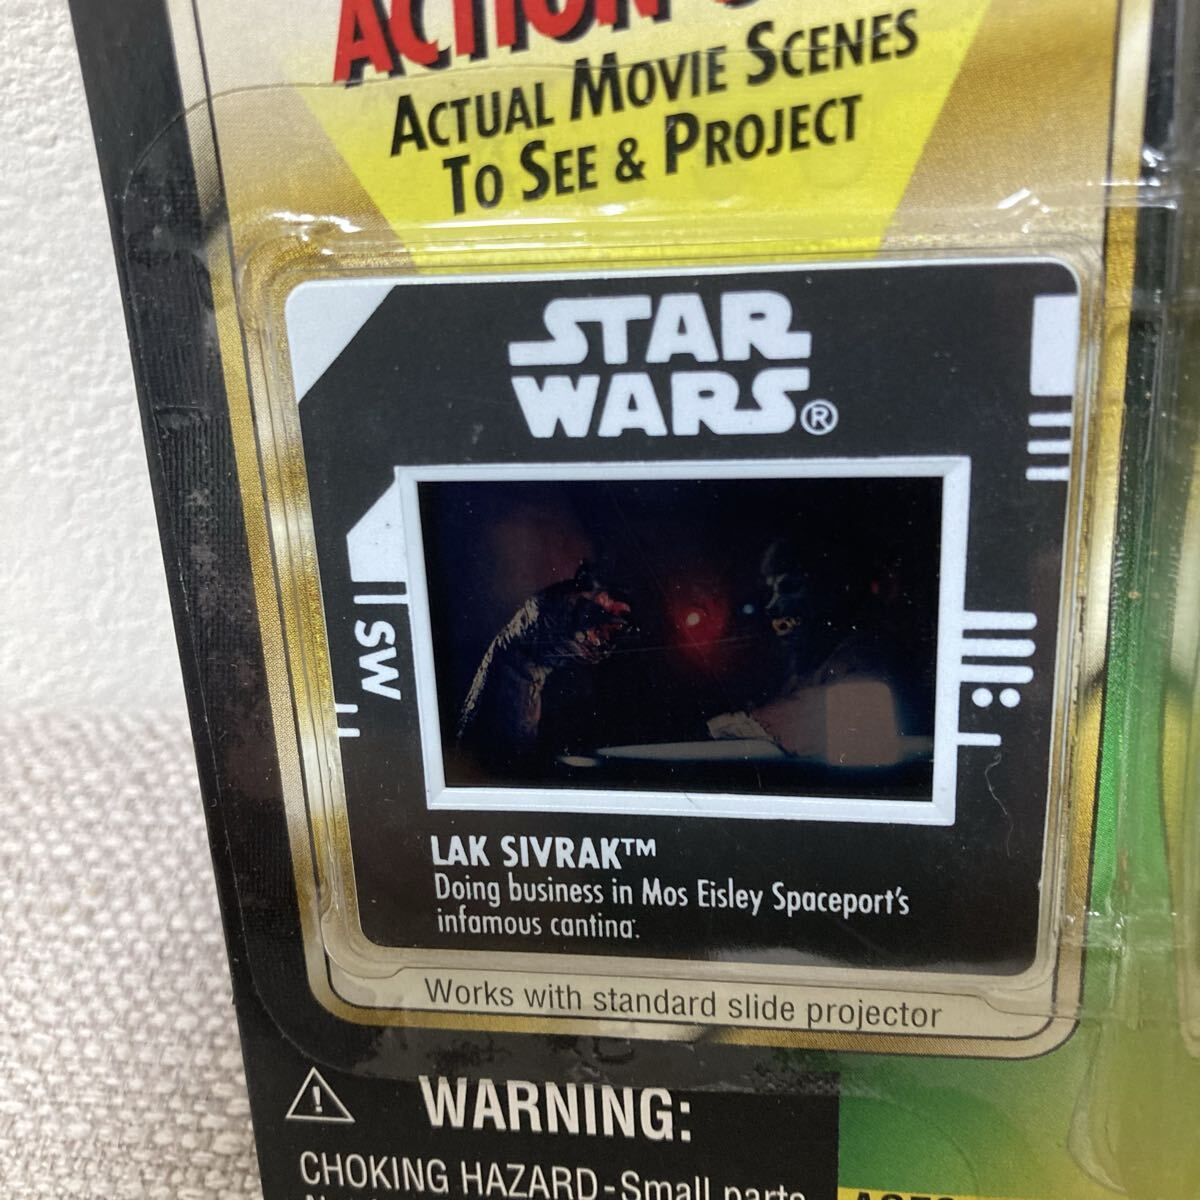 ACTION
ACTUAL MOVIE SCENES
TO SEE & PROJECT
STAR
WARS®
SW
LAK SIVRAK™
Doing business in Mos Eisley Spaceport's
infamous cantina.
Works with standard slide projector
WARNING:
CHOKING HAZARD-Small parts